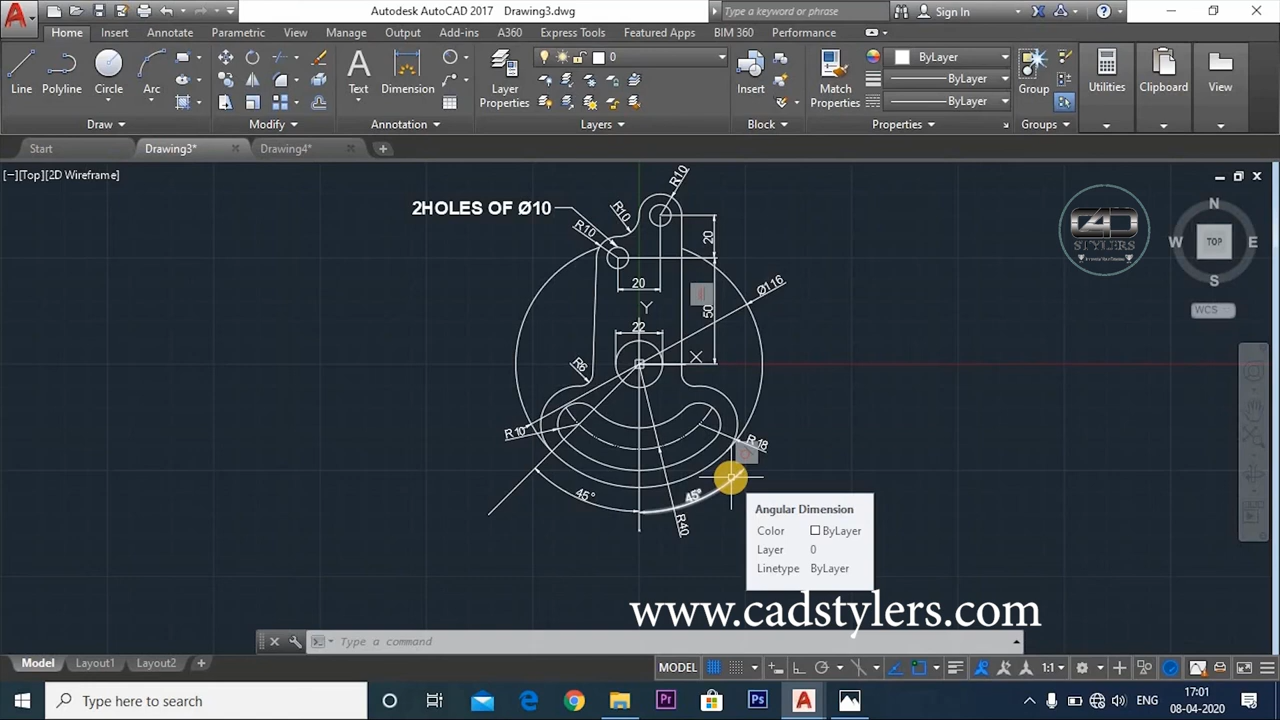 Autodesk AutoCAD 2017 Drawing3.dwg
Type a keyword or phrase
Sign In
Home Insert Annotate Parametric View Manage Output Add-ins A360 Express Tools Featured Apps BIM 360 Performance
Line Polyline Circle Arc
Text Dimension
Layer Properties
0
Insert
Match Properties
ByLayer
ByLayer
ByLayer
Group
Utilities Clipboard View
Draw Modify Annotation Layers Block Properties Groups
Start Drawing3* Drawing4*
[−][Top][2D Wireframe]
2HOLES OF Ø10
R10
R10
R10
20
20
50
Ø116
22
Y
X
R6
R10
R18
45°
45°
R40
CAD
STYLERS
N
W TOP E
S
WCS
Angular Dimension
Color ByLayer
Layer 0
Linetype ByLayer
www.cadstylers.com
Type a command
Model Layout1 Layout2
MODEL
1:1
Type here to search
Pr
Ps
A
ENG
17:01
08-04-2020